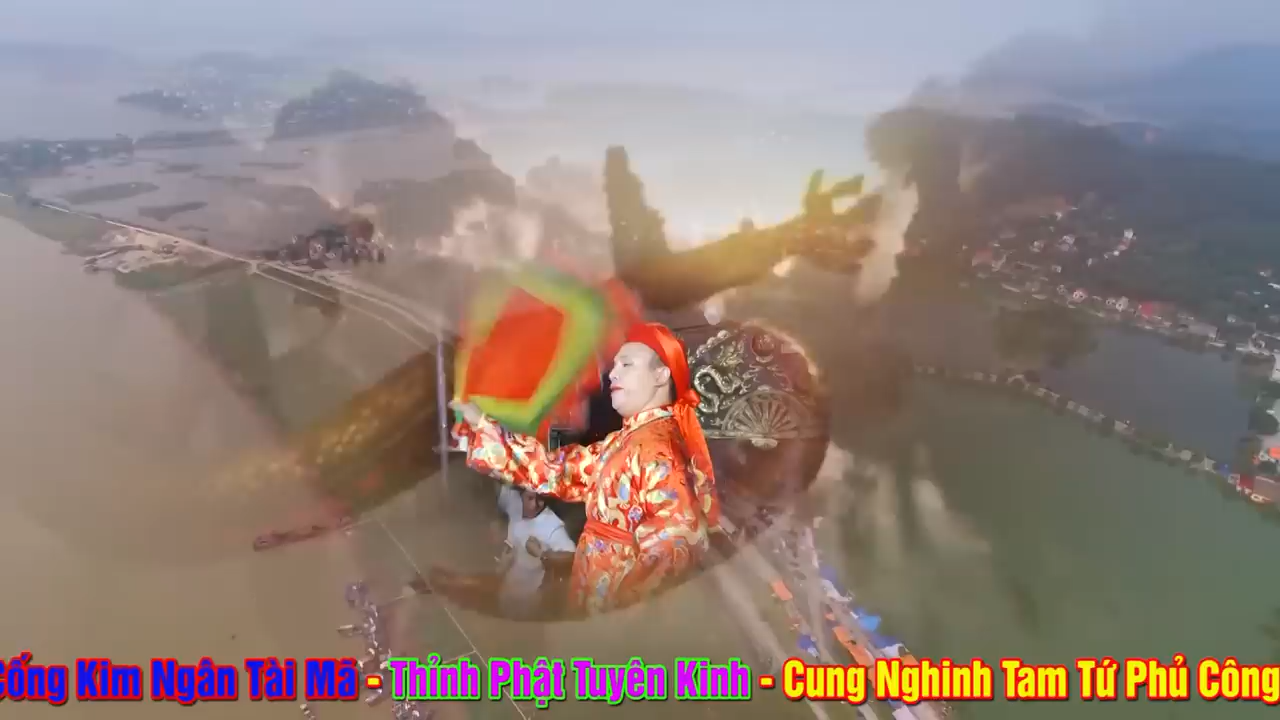 Cống Kim Ngân Tài Mã - Thỉnh Phật Tuyên Kinh - Cung Nghinh Tam Tứ Phủ Công